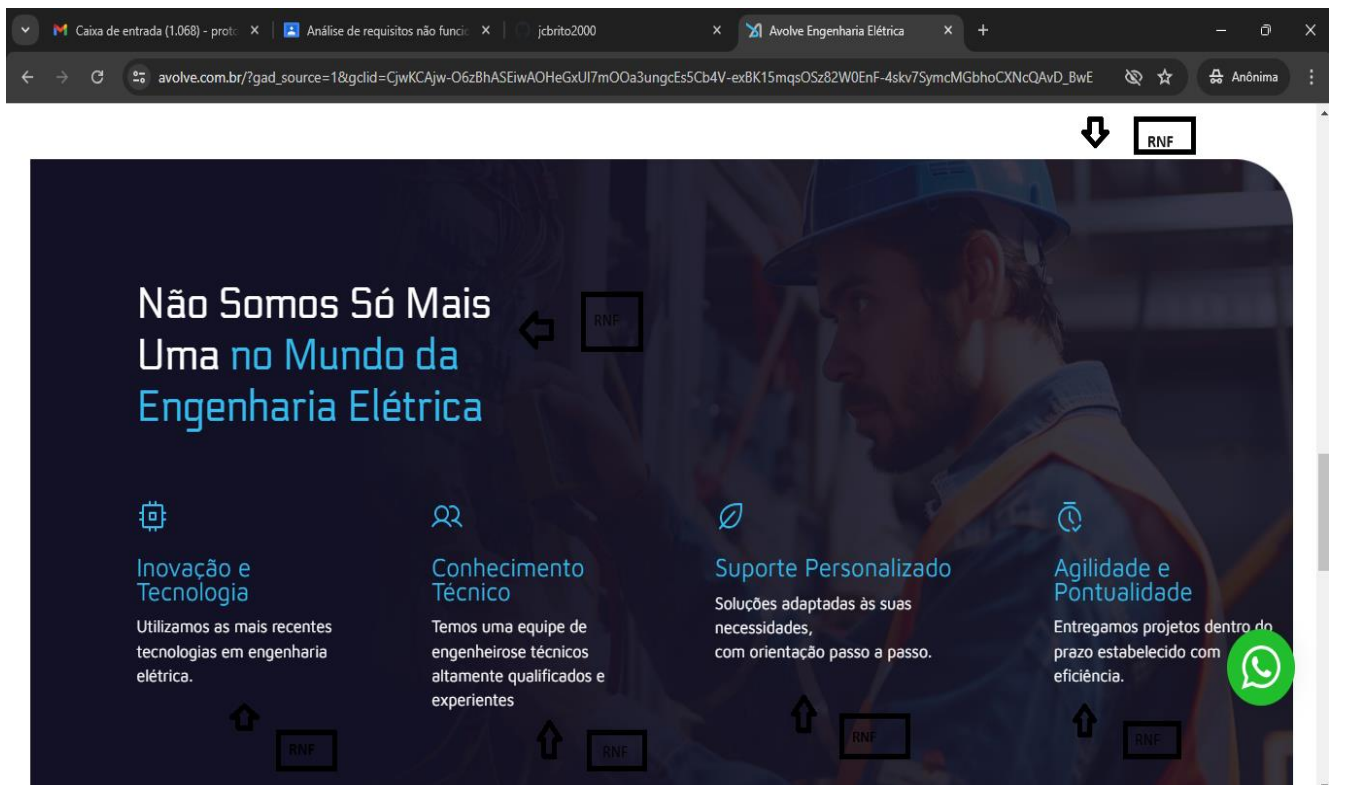 Caixa de entrada (1.068) - proto
Análise de requisitos não funcio
jcbrito2000
Avolve Engenharia Elétrica
avolve.com.br/?gad_source=1&gclid=CjwKCAjw-O6zBhASEiwAOHeGxUI7mOOa3ungcEs5Cb4V-exBK15mqsOSz82W0EnF-4skv7SymcMGbhoCXNcQAvD_BwE
Anônima
RNF
Não Somos Só Mais
Uma no Mundo da
Engenharia Elétrica
RNF
Inovação e
Tecnologia
Utilizamos as mais recentes
tecnologias em engenharia
elétrica.
RNF
Conhecimento
Técnico
Temos uma equipe de
engenheirose técnicos
altamente qualificados e
experientes
RNF
Suporte Personalizado
Soluções adaptadas às suas
necessidades,
com orientação passo a passo.
RNF
Agilidade e
Pontualidade
Entregamos projetos dentro do
prazo estabelecido com
eficiência.
RNF